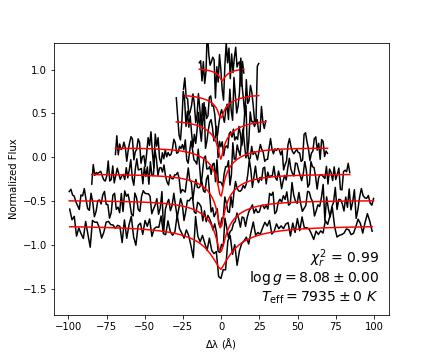 1.0
0.5
0.0
−0.5
−1.0
−1.5
Normalized Flux
χ²ᵣ = 0.99
log g = 8.08 ± 0.00
T_eff = 7935 ± 0 K
−100 −75 −50 −25 0 25 50 75 100
Δλ (Å)